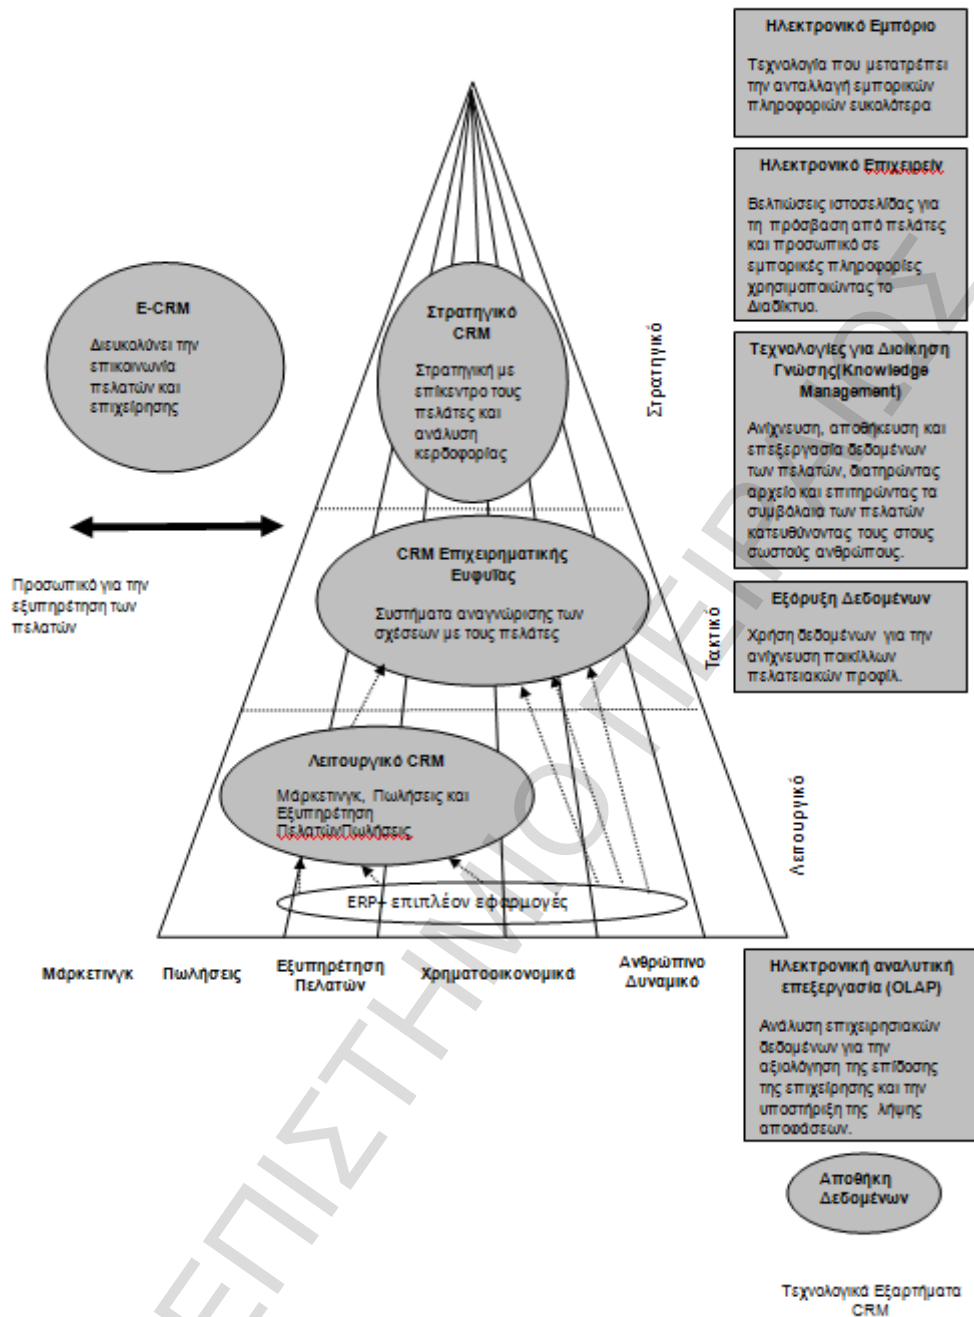 Ηλεκτρονικό Εμπόριο
Τεχνολογία που μετατρέπει
την ανταλλαγή εμπορικών
πληροφοριών ευκολότερα
Ηλεκτρονικό Επιχειρείν
Βελτιώσεις ιστοσελίδας για
τη πρόσβαση από πελάτες
και προσωπικό σε
εμπορικές πληροφορίες
χρησιμοποιώντας το
Διαδίκτυο.
Τεχνολογίες για Διοίκηση
Γνώσης(Knowledge
Management)
Ανίχνευση, αποθήκευση και
επεξεργασία δεδομένων
των πελατών, διατηρώντας
αρχείο και επιτηρώντας τα
συμβόλαια των πελατών
κατευθύνοντας τους στους
σωστούς ανθρώπους.
Εξόρυξη Δεδομένων
Χρήση δεδομένων για την
ανίχνευση ποικίλλων
πελατειακών προφίλ.
E-CRM
Διευκολύνει την
επικοινωνία
πελατών και
επιχείρησης
Προσωπικό για την
εξυπηρέτηση των
πελατών
Στρατηγικό
CRM
Στρατηγική με
επίκεντρο τους
πελάτες και
ανάλυση
κερδοφορίας
Στρατηγικό
CRM Επιχειρηματικής
Ευφυΐας
Συστήματα αναγνώρισης των
σχέσεων με τους πελάτες
Τακτικό
Λειτουργικό CRM
Μάρκετινγκ, Πωλήσεις και
Εξυπηρέτηση
ΠελατώνΠωλήσεις
Λειτουργικό
ERP+ επιπλέον εφαρμογές
Μάρκετινγκ
Πωλήσεις
Εξυπηρέτηση
Πελατών
Χρηματοοικονομικά
Ανθρώπινο
Δυναμικό
Ηλεκτρονική αναλυτική
επεξεργασία (OLAP)
Ανάλυση επιχειρησιακών
δεδομένων για την
αξιολόγηση της επίδοσης
της επιχείρησης και την
υποστήριξη της λήψης
αποφάσεων.
Αποθήκη
Δεδομένων
Τεχνολογικά Εξαρτήματα
CRM
ΠΕΙΡΑΙΩΣ